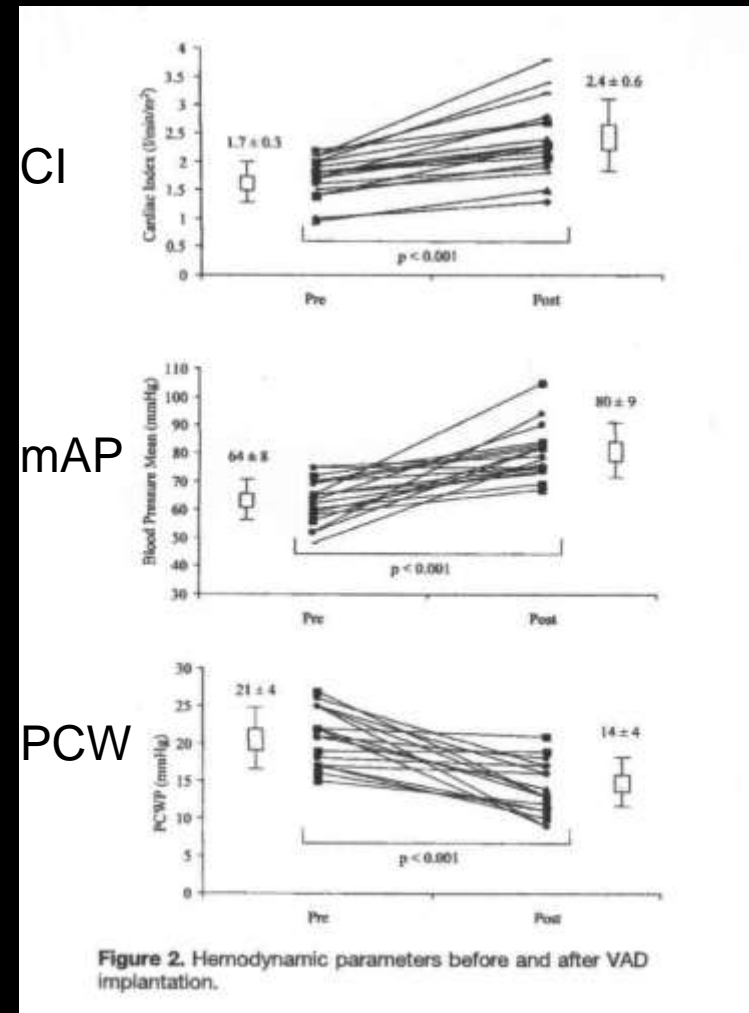 CI
Cardiac Index (l/min/m²)
4
3.5
3
2.5
2
1.5
1
0.5
0
1.7 ± 0.3
2.4 ± 0.6
p < 0.001
Pre Post
mAP
Blood Pressure Mean (mmHg)
110
100
90
80
70
60
50
40
30
64 ± 8
80 ± 9
p < 0.001
Pre Post
PCW
PCWP (mmHg)
30
25
20
15
10
5
0
21 ± 4
14 ± 4
p < 0.001
Pre Post
Figure 2. Hemodynamic parameters before and after VAD
implantation.